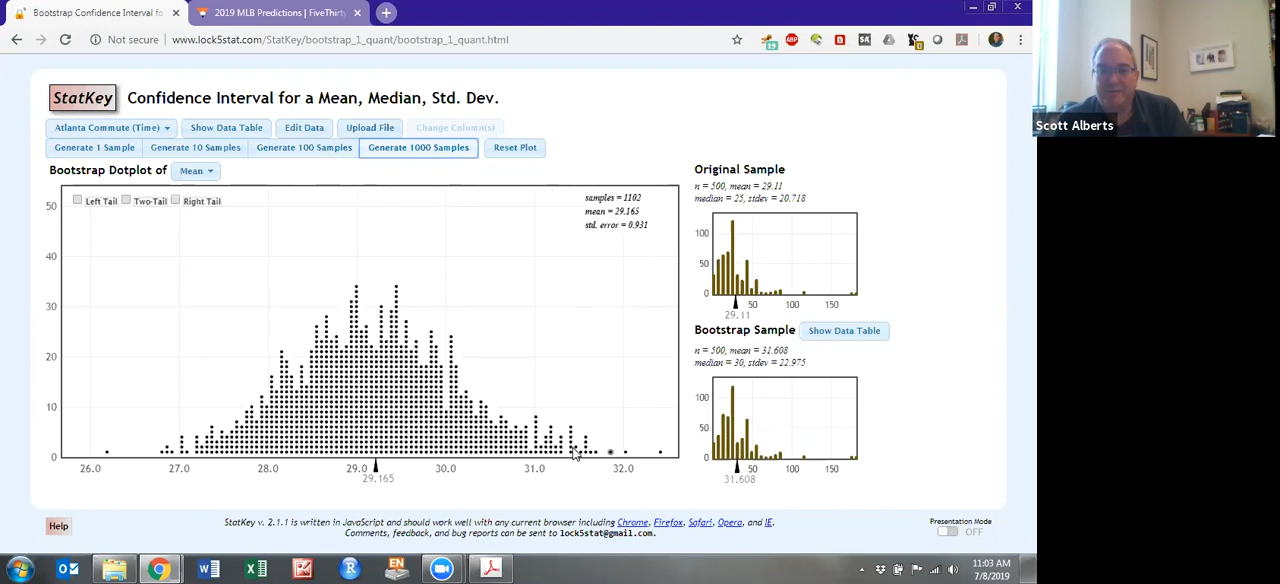 Bootstrap Confidence Interval fo
2019 MLB Predictions | FiveThirty
Not secure
www.lock5stat.com/StatKey/bootstrap_1_quant/bootstrap_1_quant.html
StatKey
Confidence Interval for a Mean, Median, Std. Dev.
Atlanta Commute (Time)
Show Data Table
Edit Data
Upload File
Change Column(s)
Generate 1 Sample
Generate 10 Samples
Generate 100 Samples
Generate 1000 Samples
Reset Plot
Bootstrap Dotplot of
Mean
Left Tail
Two-Tail
Right Tail
samples = 1102
mean = 29.165
std. error = 0.931
50
40
30
20
10
0
26.0
27.0
28.0
29.0
30.0
31.0
32.0
29.165
Original Sample
n = 500, mean = 29.11
median = 25, stdev = 20.718
100
50
0
50
100
150
29.11
Bootstrap Sample
Show Data Table
n = 500, mean = 31.608
median = 30, stdev = 22.975
100
50
0
50
100
150
31.608
Help
StatKey v. 2.1.1 is written in JavaScript and should work well with any current browser including Chrome, Firefox, Safari, Opera, and IE.
Comments, feedback, and bug reports can be sent to lock5stat@gmail.com.
Presentation Mode
OFF
Scott Alberts
11:03 AM
7/8/2019